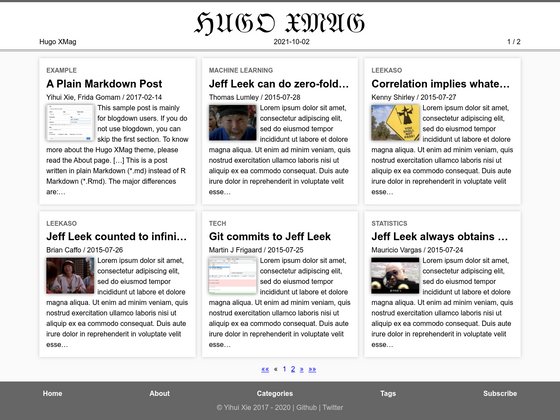 HUGO XMAG
Hugo XMag
2021-10-02
1 / 2
EXAMPLE
A Plain Markdown Post
Yihui Xie, Frida Gomam / 2017-02-14
This sample post is mainly
for blogdown users. If you do
not use blogdown, you can
skip the first section. To know
more about the Hugo XMag theme, please
read the About page. […] This is a post
written in plain Markdown (*.md) instead of R
Markdown (*.Rmd). The major differences
are:…
MACHINE LEARNING
Jeff Leek can do zero-fold…
Thomas Lumley / 2015-07-28
Lorem ipsum dolor sit amet,
consectetur adipiscing elit,
sed do eiusmod tempor
incididunt ut labore et dolore
magna aliqua. Ut enim ad minim veniam, quis
nostrud exercitation ullamco laboris nisi ut
aliquip ex ea commodo consequat. Duis aute
irure dolor in reprehenderit in voluptate velit
esse…
LEEKASO
Correlation implies whate…
Kenny Shirley / 2015-07-27
Lorem ipsum dolor sit amet,
consectetur adipiscing elit,
sed do eiusmod tempor
incididunt ut labore et dolore
magna aliqua. Ut enim ad minim veniam, quis
nostrud exercitation ullamco laboris nisi ut
aliquip ex ea commodo consequat. Duis aute
irure dolor in reprehenderit in voluptate velit
esse…
LEEKASO
Jeff Leek counted to infini…
Brian Caffo / 2015-07-26
Lorem ipsum dolor sit amet,
consectetur adipiscing elit,
sed do eiusmod tempor
incididunt ut labore et dolore
magna aliqua. Ut enim ad minim veniam, quis
nostrud exercitation ullamco laboris nisi ut
aliquip ex ea commodo consequat. Duis aute
irure dolor in reprehenderit in voluptate velit
esse…
TECH
Git commits to Jeff Leek
Martin J Frigaard / 2015-07-25
Lorem ipsum dolor sit amet,
consectetur adipiscing elit,
sed do eiusmod tempor
incididunt ut labore et dolore
magna aliqua. Ut enim ad minim veniam, quis
nostrud exercitation ullamco laboris nisi ut
aliquip ex ea commodo consequat. Duis aute
irure dolor in reprehenderit in voluptate velit
esse…
STATISTICS
Jeff Leek always obtains …
Mauricio Vargas / 2015-07-24
Lorem ipsum dolor sit amet,
consectetur adipiscing elit,
sed do eiusmod tempor
incididunt ut labore et dolore
magna aliqua. Ut enim ad minim veniam, quis
nostrud exercitation ullamco laboris nisi ut
aliquip ex ea commodo consequat. Duis aute
irure dolor in reprehenderit in voluptate velit
esse…
«« « 1 2 » »»
Home
About
Categories
Tags
Subscribe
© Yihui Xie 2017 - 2020 | Github | Twitter